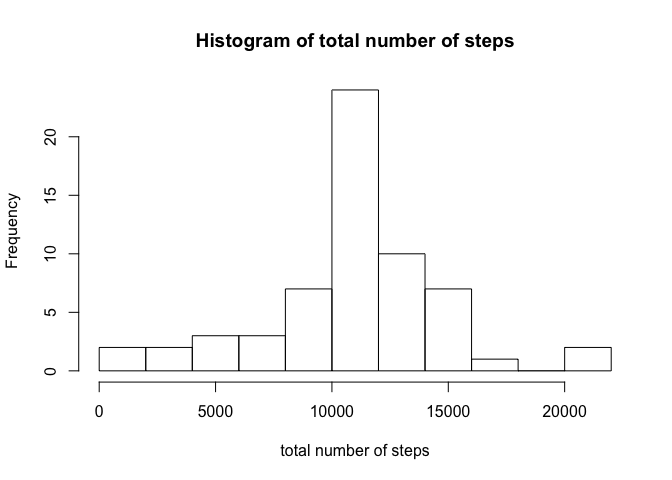 Histogram of total number of steps
Frequency
20
15
10
5
0
0 5000 10000 15000 20000
total number of steps